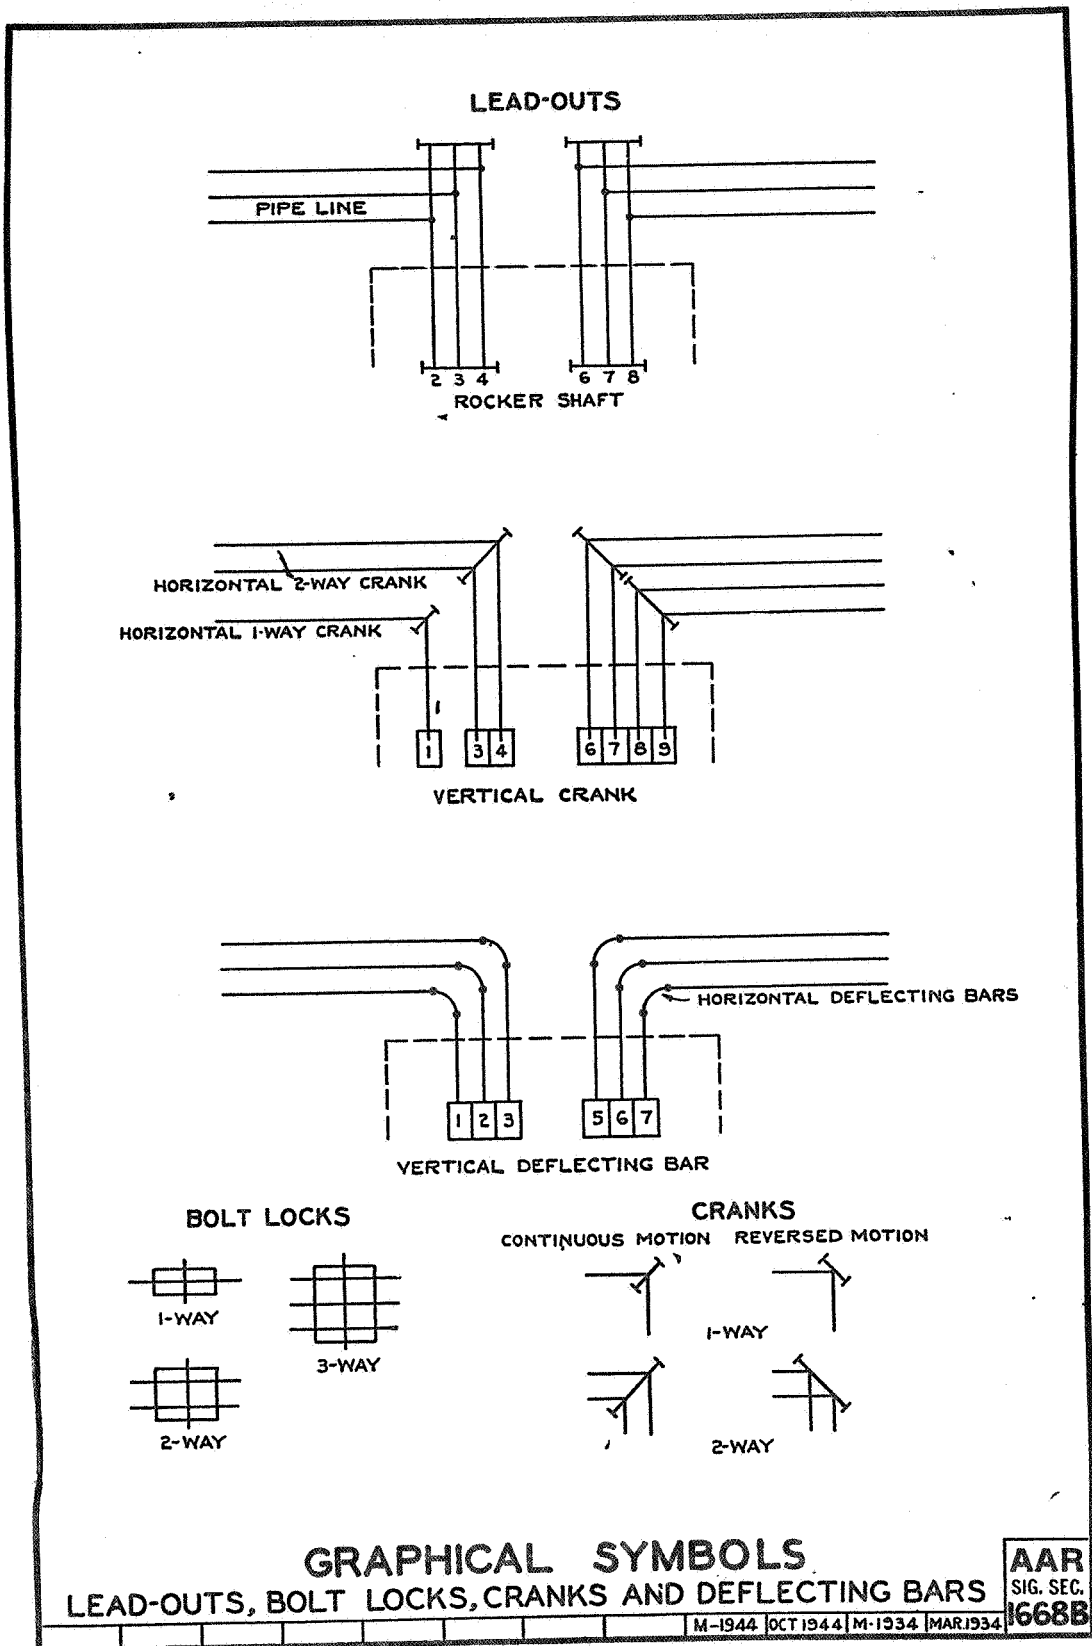 LEAD-OUTS
PIPE LINE
2 3 4
6 7 8
ROCKER SHAFT
HORIZONTAL 2-WAY CRANK
HORIZONTAL 1-WAY CRANK
1 3 4 6 7 8 9
VERTICAL CRANK
HORIZONTAL DEFLECTING BARS
1 2 3 5 6 7
VERTICAL DEFLECTING BAR
BOLT LOCKS
1-WAY
3-WAY
2-WAY
CRANKS
CONTINUOUS MOTION REVERSED MOTION
1-WAY
2-WAY
GRAPHICAL SYMBOLS
LEAD-OUTS, BOLT LOCKS, CRANKS AND DEFLECTING BARS
M-1944 OCT 1944 M-1934 MAR.1934
AAR
SIG. SEC.
1668B